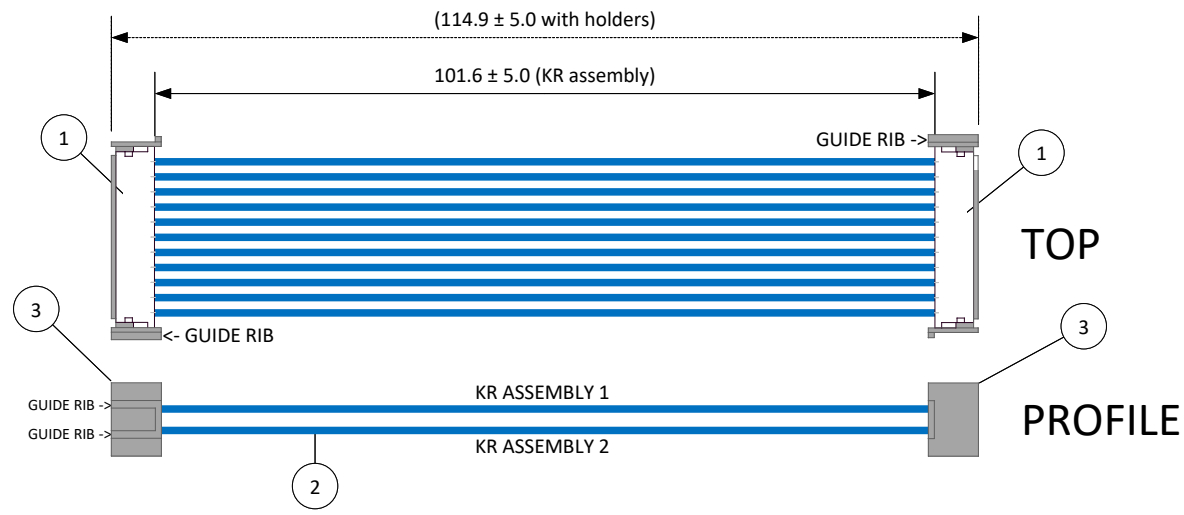 (114.9 ± 5.0 with holders)
101.6 ± 5.0 (KR assembly)
1
GUIDE RIB ->
1
TOP
3
<- GUIDE RIB
3
GUIDE RIB ->
KR ASSEMBLY 1
PROFILE
GUIDE RIB ->
KR ASSEMBLY 2
2